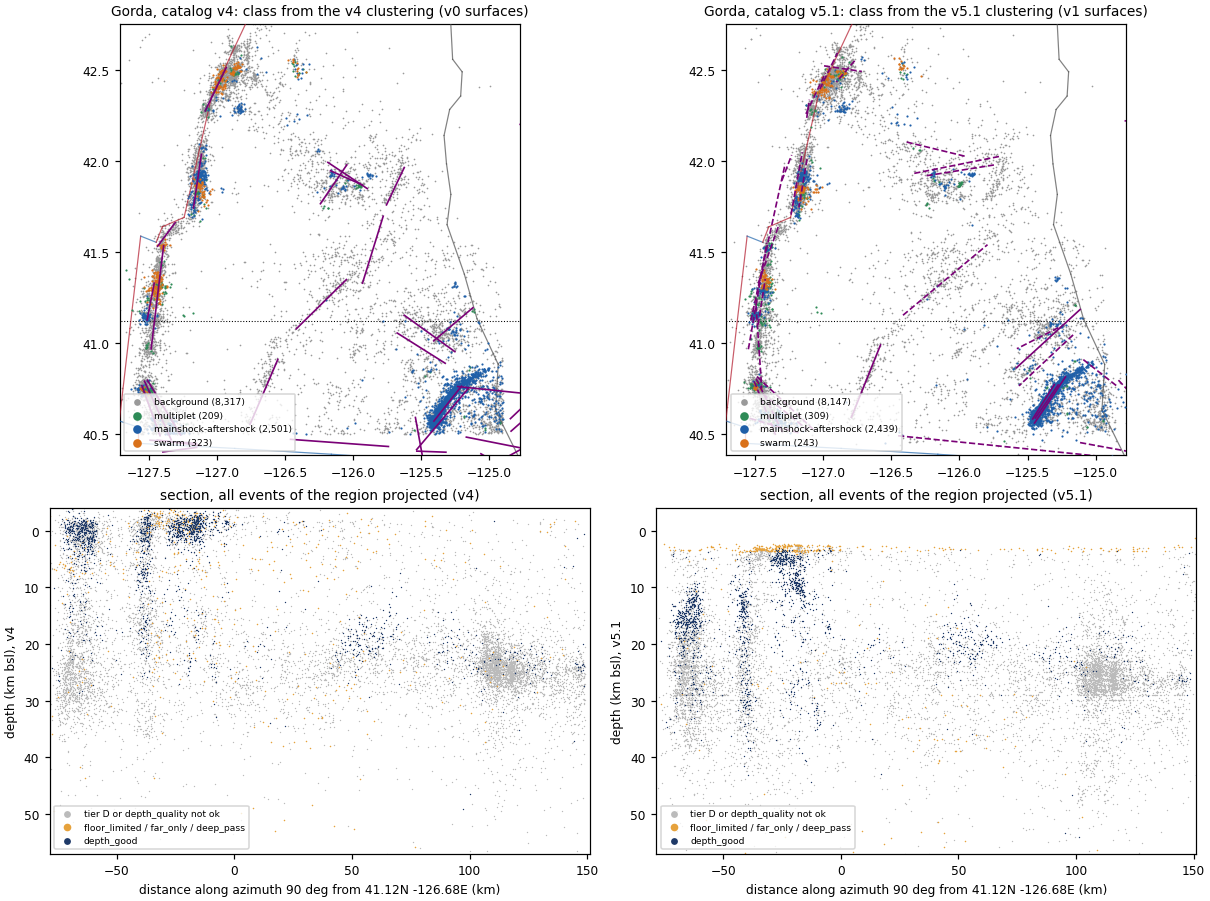 Gorda, catalog v4: class from the v4 clustering (v0 surfaces)
42.5
42.0
41.5
41.0
40.5
background (8,317)
multiplet (209)
mainshock-aftershock (2,501)
swarm (323)
−127.5
−127.0
−126.5
−126.0
−125.5
−125.0
Gorda, catalog v5.1: class from the v5.1 clustering (v1 surfaces)
42.5
42.0
41.5
41.0
40.5
background (8,147)
multiplet (309)
mainshock-aftershock (2,439)
swarm (243)
−127.5
−127.0
−126.5
−126.0
−125.5
−125.0
section, all events of the region projected (v4)
depth (km bsl), v4
0
10
20
30
40
50
tier D or depth_quality not ok
floor_limited / far_only / deep_pass
depth_good
−50
0
50
100
150
distance along azimuth 90 deg from 41.12N -126.68E (km)
section, all events of the region projected (v5.1)
depth (km bsl), v5.1
0
10
20
30
40
50
tier D or depth_quality not ok
floor_limited / far_only / deep_pass
depth_good
−50
0
50
100
150
distance along azimuth 90 deg from 41.12N -126.68E (km)